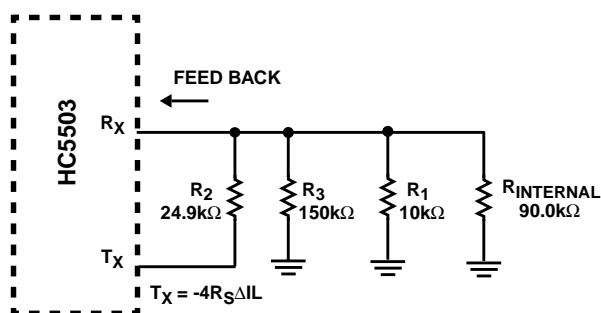 HC5503
FEED BACK
RX
R2
24.9kΩ
R3
150kΩ
R1
10kΩ
RINTERNAL
90.0kΩ
TX
TX = -4RSΔIL